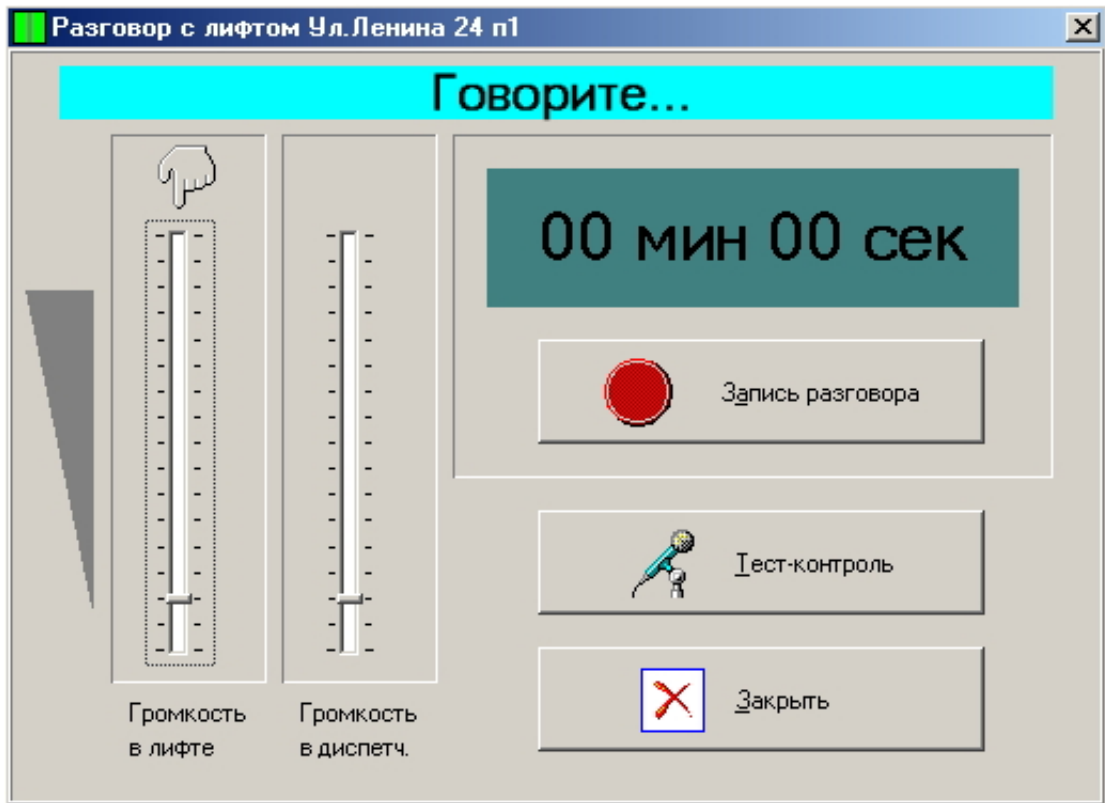 Разговор с лифтом Ул.Ленина 24 п1
Говорите...
00 мин 00 сек
Запись разговора
Тест-контроль
Закрыть
Громкость
в лифте
Громкость
в диспетч.